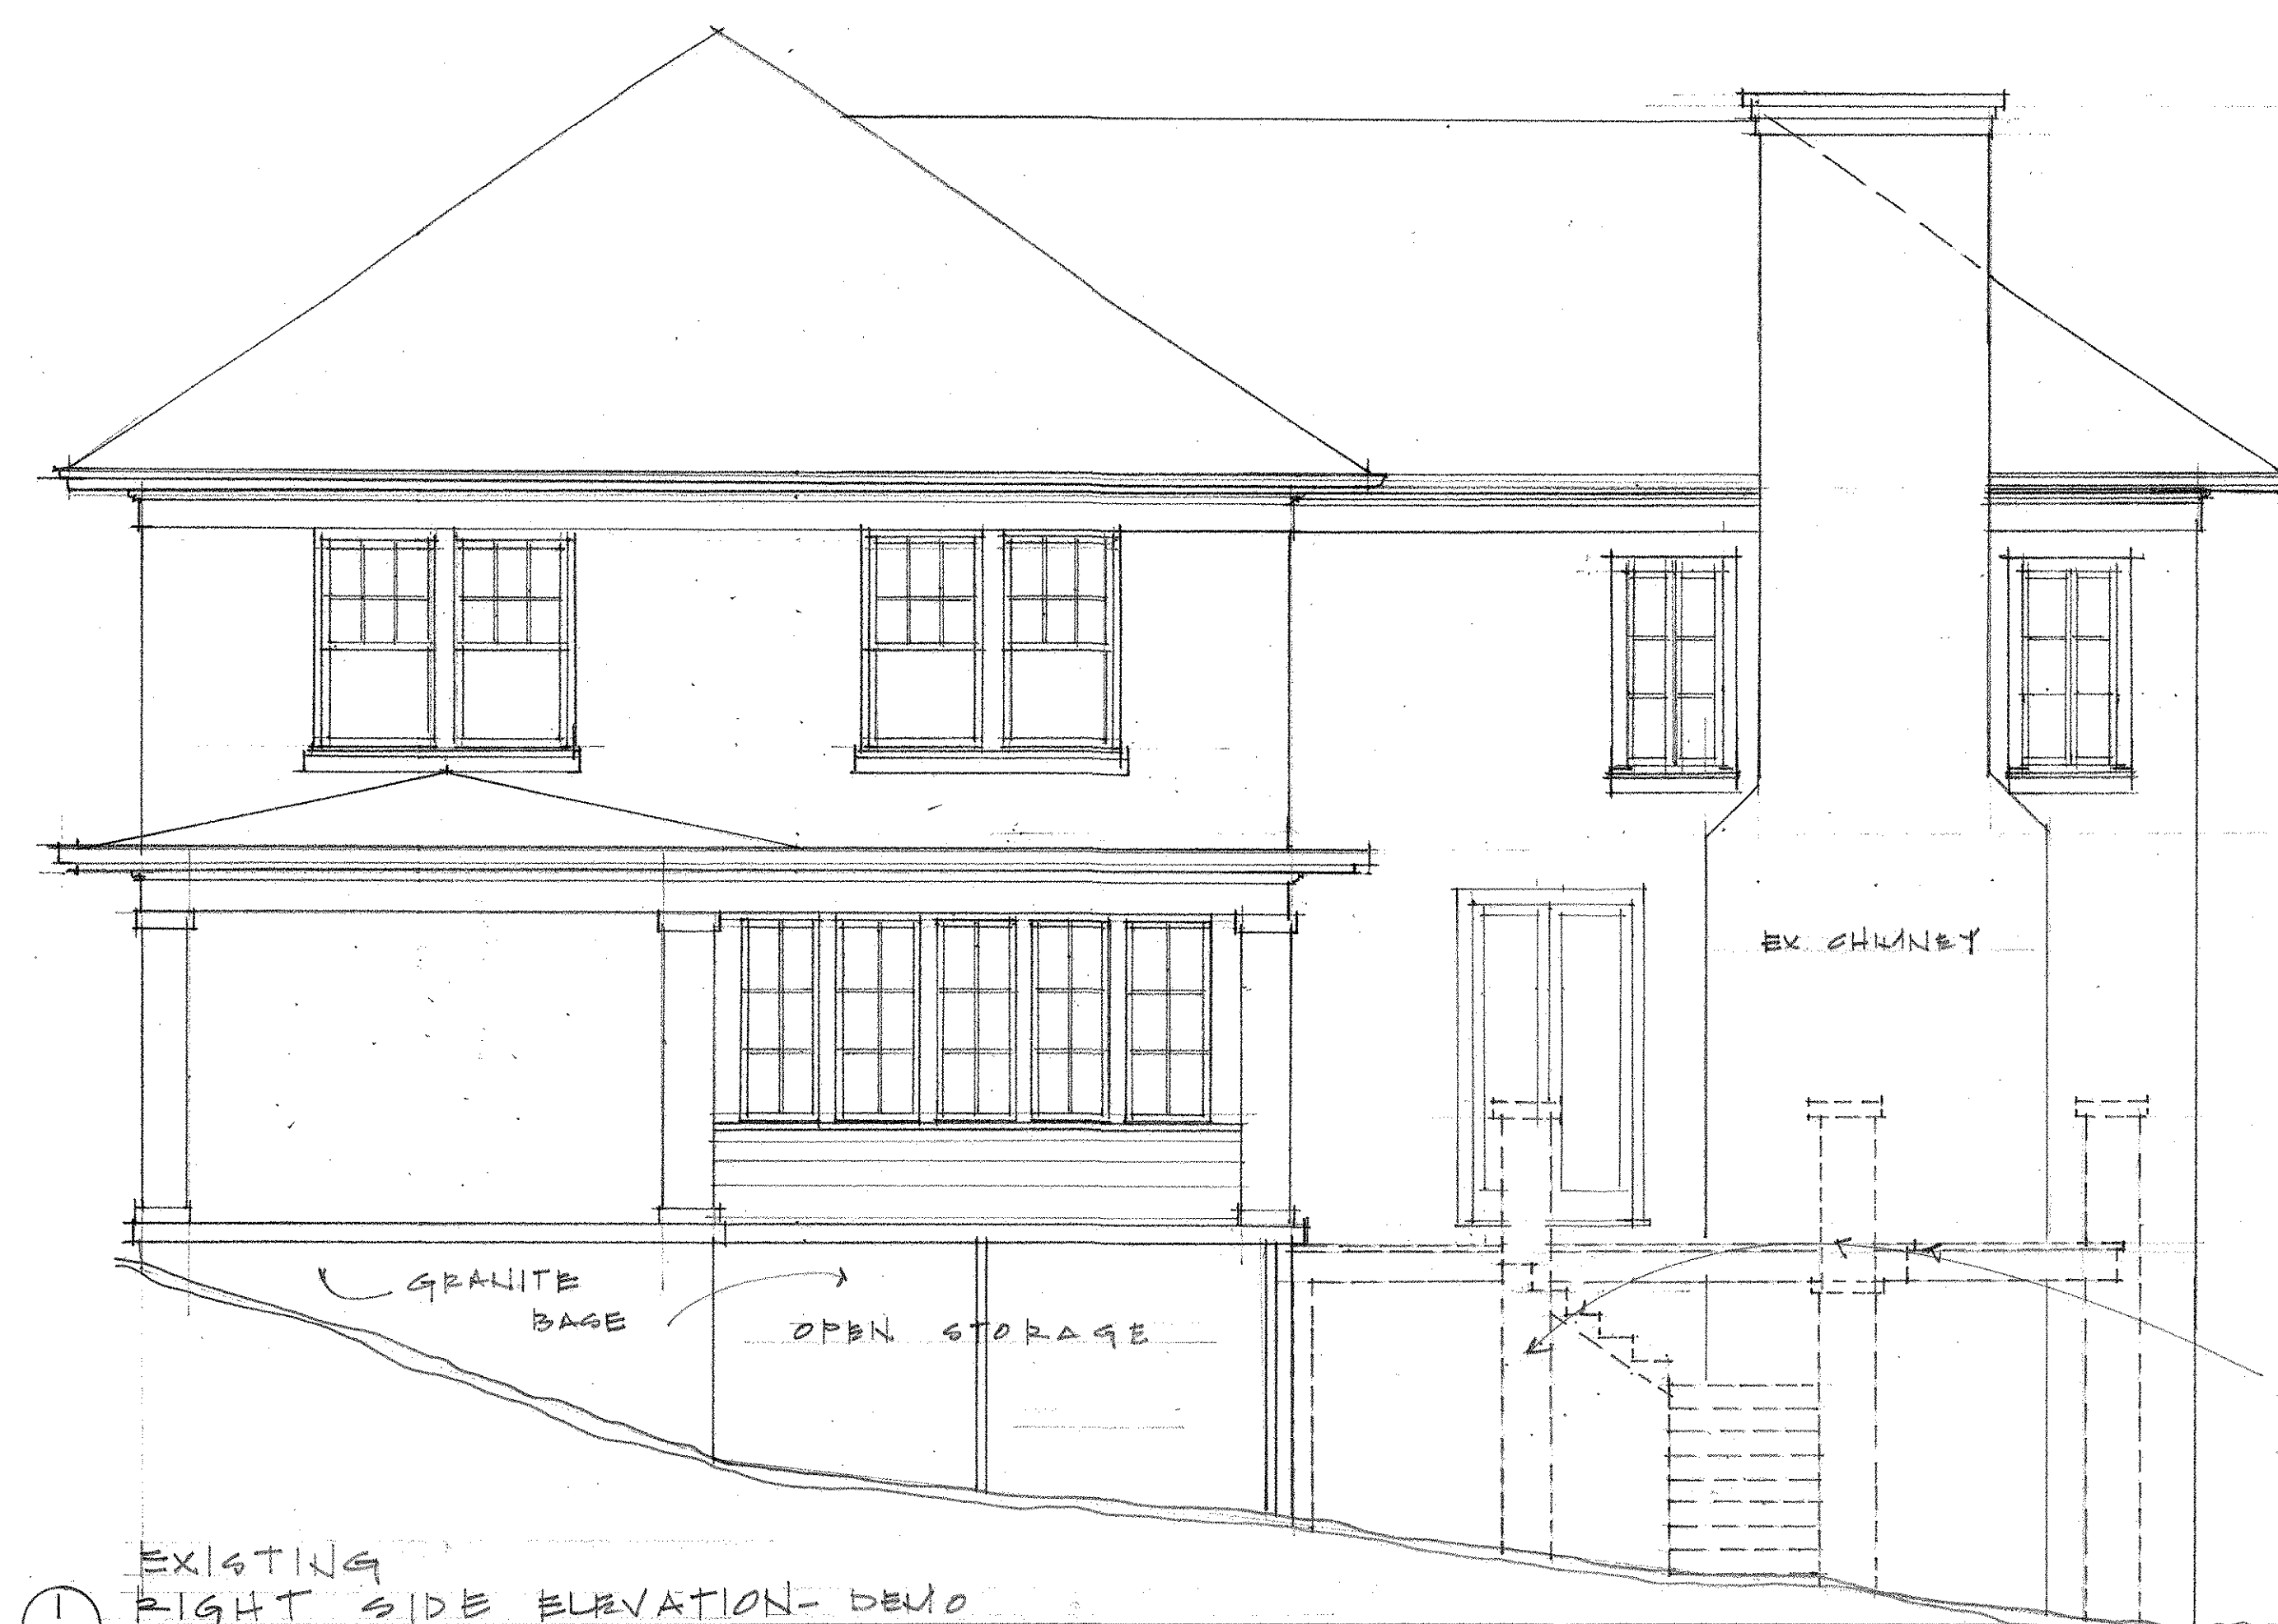 EX CHIMNEY
GRANITE
BASE
OPEN STORAGE
EXISTING
1
RIGHT SIDE ELEVATION- DEMO